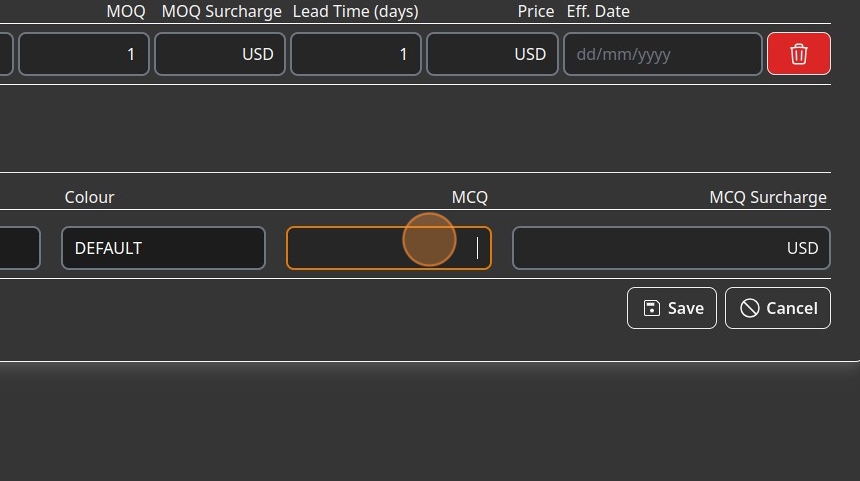 MOQ MOQ Surcharge Lead Time (days) Price Eff. Date
1 USD 1 USD dd/mm/yyyy
Colour MCQ MCQ Surcharge
DEFAULT USD
Save Cancel